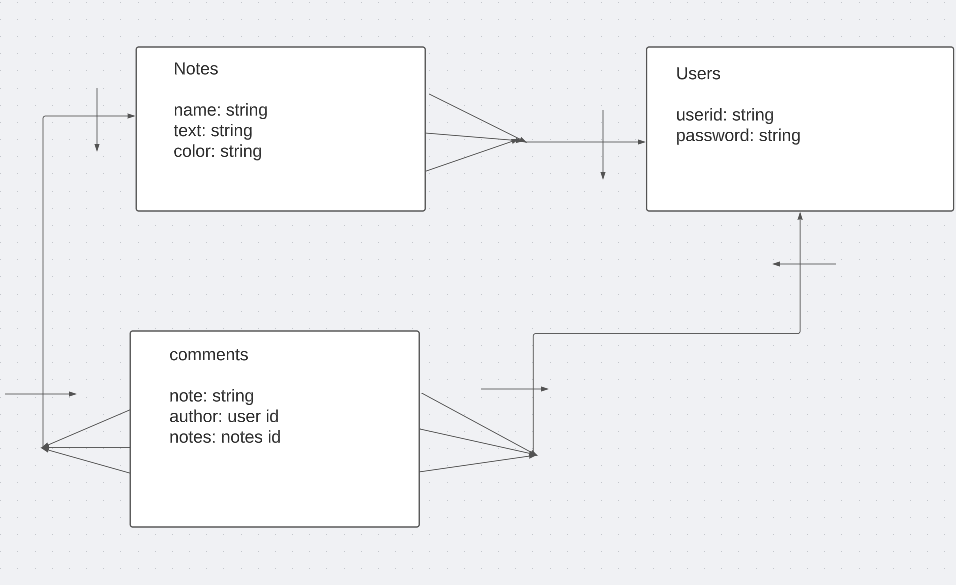 Notes
name: string
text: string
color: string
Users
userid: string
password: string
comments
note: string
author: user id
notes: notes id